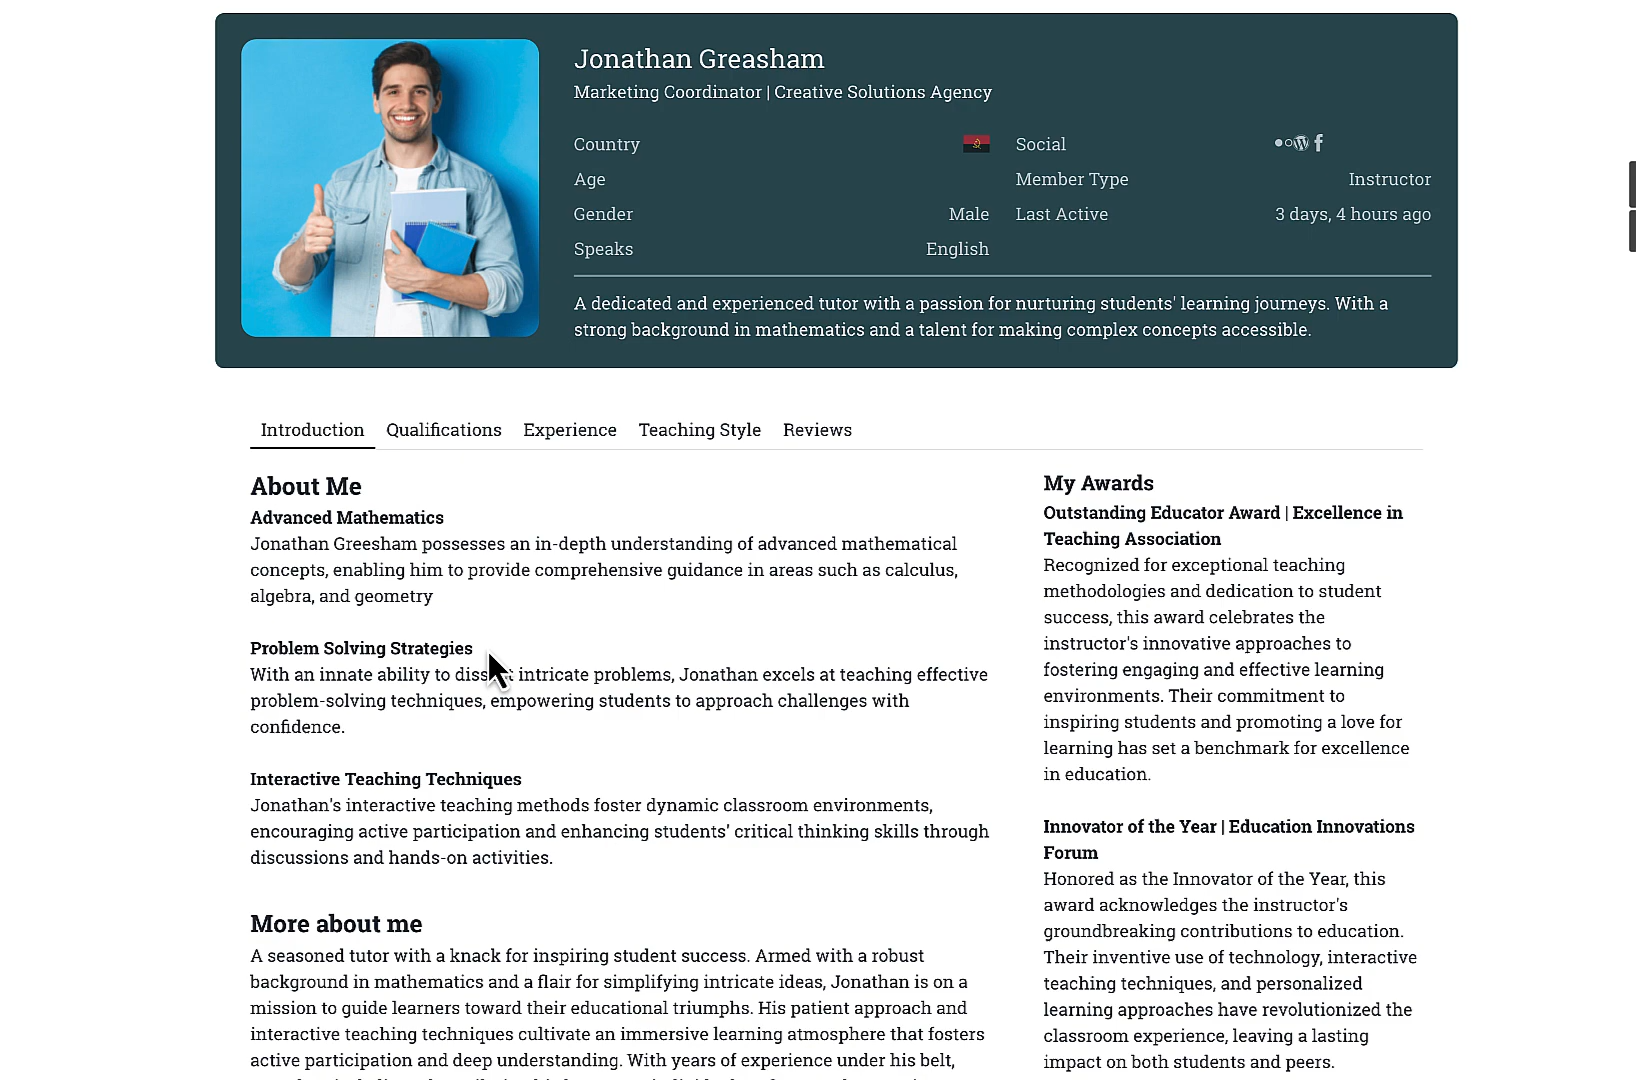 Jonathan Greasham
Marketing Coordinator | Creative Solutions Agency
Country
Age
Gender Male
Speaks English
Social
Member Type Instructor
Last Active 3 days, 4 hours ago
A dedicated and experienced tutor with a passion for nurturing students' learning journeys. With a
strong background in mathematics and a talent for making complex concepts accessible.
Introduction Qualifications Experience Teaching Style Reviews
About Me
Advanced Mathematics
Jonathan Greesham possesses an in-depth understanding of advanced mathematical
concepts, enabling him to provide comprehensive guidance in areas such as calculus,
algebra, and geometry
Problem Solving Strategies
With an innate ability to intricate problems, Jonathan excels at teaching effective
problem-solving techniques, empowering students to approach challenges with
confidence.
Interactive Teaching Techniques
Jonathan's interactive teaching methods foster dynamic classroom environments,
encouraging active participation and enhancing students' critical thinking skills through
discussions and hands-on activities.
More about me
A seasoned tutor with a knack for inspiring student success. Armed with a robust
background in mathematics and a flair for simplifying intricate ideas, Jonathan is on a
mission to guide learners toward their educational triumphs. His patient approach and
interactive teaching techniques cultivate an immersive learning atmosphere that fosters
active participation and deep understanding. With years of experience under his belt,
My Awards
Outstanding Educator Award | Excellence in
Teaching Association
Recognized for exceptional teaching
methodologies and dedication to student
success, this award celebrates the
instructor's innovative approaches to
fostering engaging and effective learning
environments. Their commitment to
inspiring students and promoting a love for
learning has set a benchmark for excellence
in education.
Innovator of the Year | Education Innovations
Forum
Honored as the Innovator of the Year, this
award acknowledges the instructor's
groundbreaking contributions to education.
Their inventive use of technology, interactive
teaching techniques, and personalized
learning approaches have revolutionized the
classroom experience, leaving a lasting
impact on both students and peers.